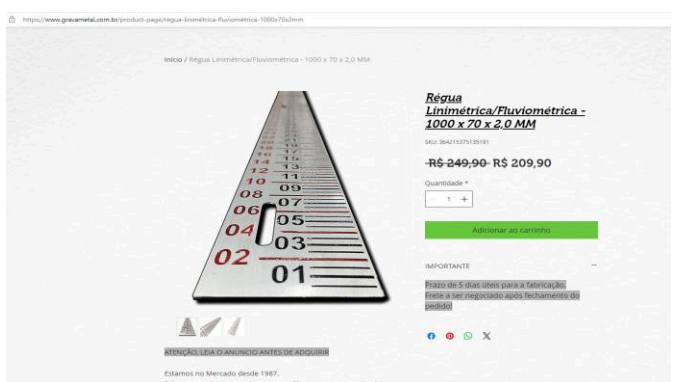 https://www.gravametal.com.br/product-page/régua-linimétrica-fluviométrica-1000x70x2mm
Início / Régua Linimétrica/Fluviométrica - 1000 x 70 x 2,0 MM
Régua
Linimétrica/Fluviométrica -
1000 x 70 x 2,0 MM
SKU: 364215375135191
R$ 249,90 R$ 209,90
Quantidade *
1 +
Adicionar ao carrinho
IMPORTANTE
Prazo de 5 dias úteis para a fabricação.
Frete a ser negociado após fechamento do
pedido!
17
15
14
13
12
11
10
09
08
07
06
05
04
03
02
01
ATENÇÃO, LEIA O ANUNCIO ANTES DE ADQUIRIR
Estamos no Mercado desde 1987.